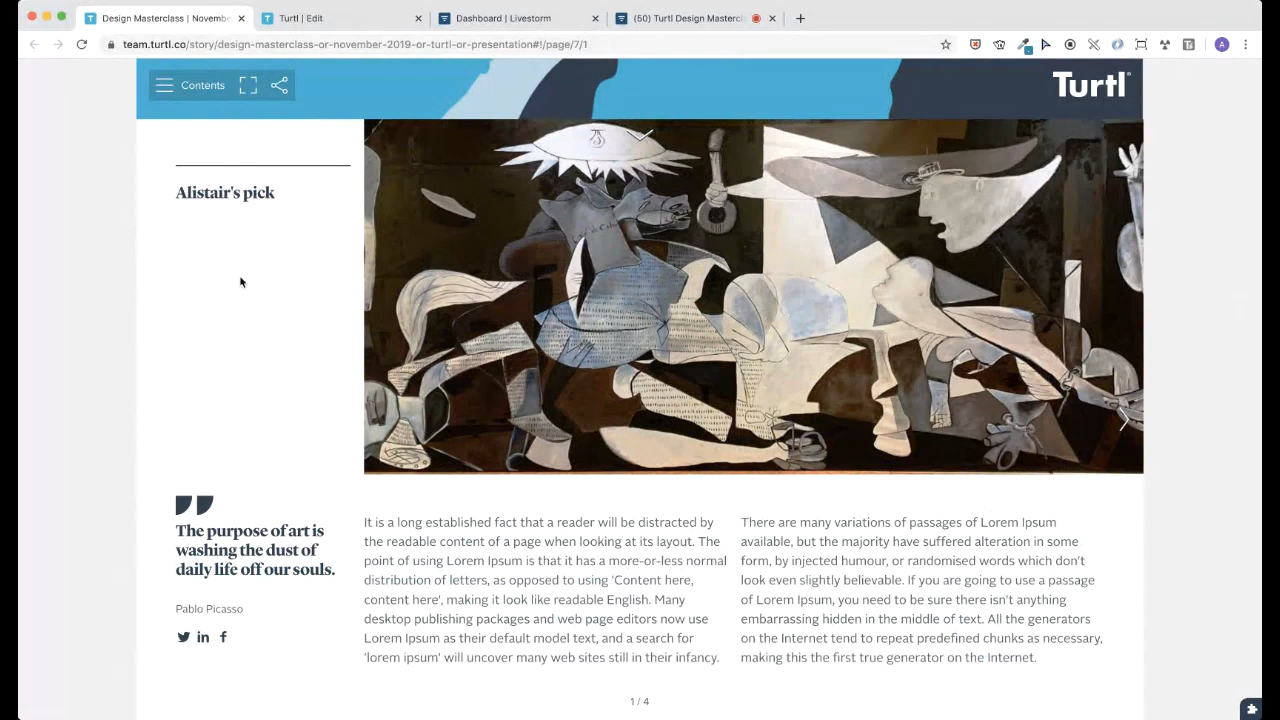 Design Masterclass | Novembe
Turtl | Edit
Dashboard | Livestorm
(50) Turtl Design Mastercl
team.turtl.co/story/design-masterclass-or-november-2019-or-turtl-or-presentation#!/page/7/1
A
Contents
Turtl
Alistair's pick
The purpose of art is
washing the dust of
daily life off our souls.
Pablo Picasso
It is a long established fact that a reader will be distracted by
the readable content of a page when looking at its layout. The
point of using Lorem Ipsum is that it has a more-or-less normal
distribution of letters, as opposed to using 'Content here,
content here', making it look like readable English. Many
desktop publishing packages and web page editors now use
Lorem Ipsum as their default model text, and a search for
'lorem ipsum' will uncover many web sites still in their infancy.
There are many variations of passages of Lorem Ipsum
available, but the majority have suffered alteration in some
form, by injected humour, or randomised words which don't
look even slightly believable. If you are going to use a passage
of Lorem Ipsum, you need to be sure there isn't anything
embarrassing hidden in the middle of text. All the generators
on the Internet tend to repeat predefined chunks as necessary,
making this the first true generator on the Internet.
1 / 4